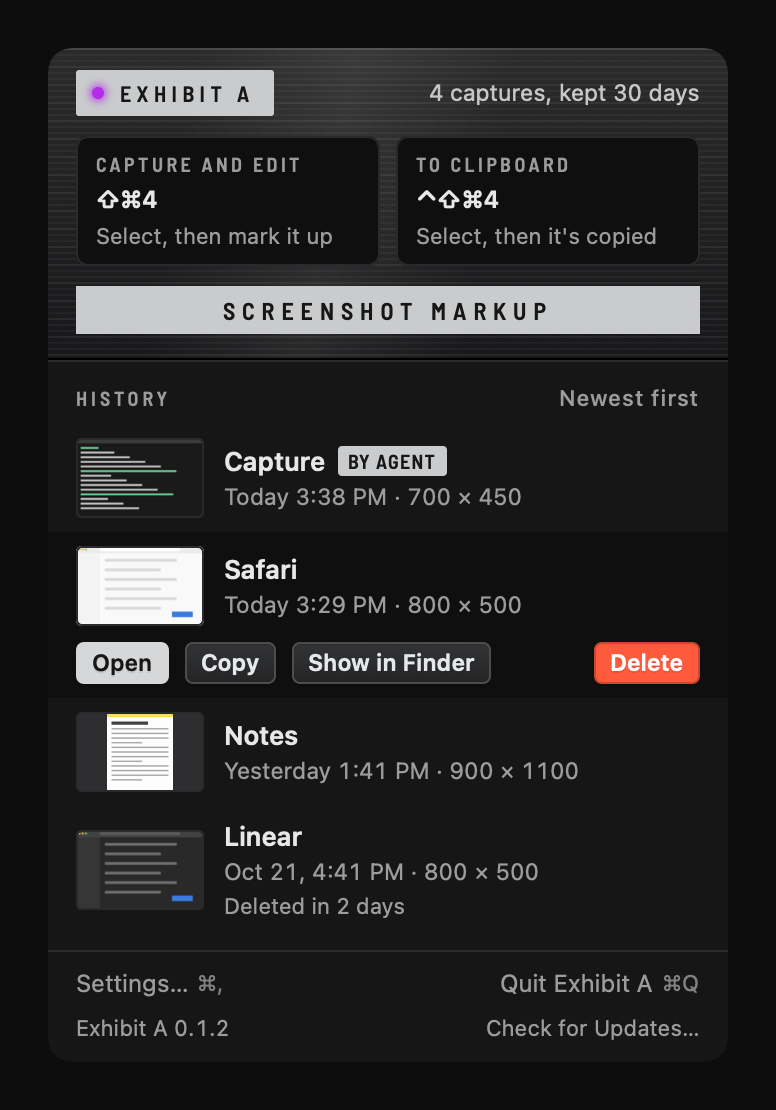 EXHIBIT A
4 captures, kept 30 days
CAPTURE AND EDIT
⇧⌘4
Select, then mark it up
TO CLIPBOARD
⌃⇧⌘4
Select, then it's copied
SCREENSHOT MARKUP
HISTORY
Newest first
Capture BY AGENT
Today 3:38 PM · 700 × 450
Safari
Today 3:29 PM · 800 × 500
Open
Copy
Show in Finder
Delete
Notes
Yesterday 1:41 PM · 900 × 1100
Linear
Oct 21, 4:41 PM · 800 × 500
Deleted in 2 days
Settings... ⌘,
Quit Exhibit A ⌘Q
Exhibit A 0.1.2
Check for Updates...